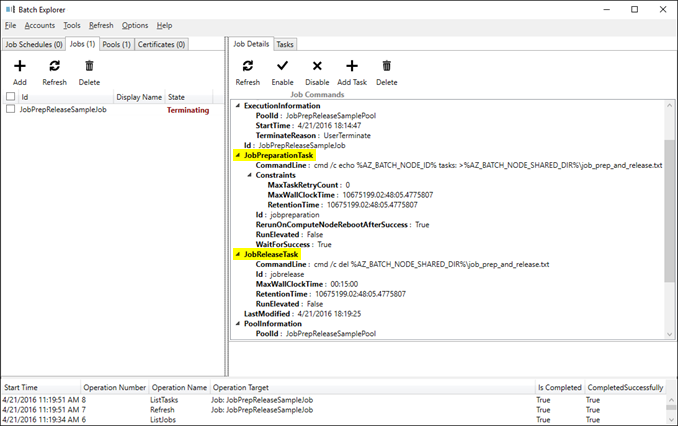 Batch Explorer
File Accounts Tools Refresh Options Help
Job Schedules (0) Jobs (1) Pools (1) Certificates (0)
Add Refresh Delete
Id Display Name State
JobPrepReleaseSampleJob Terminating
Job Details Tasks
Refresh Enable Disable Add Task Delete
Job Commands
ExecutionInformation
PoolId : JobPrepReleaseSamplePool
StartTime : 4/21/2016 18:14:47
TerminateReason : UserTerminate
Id : JobPrepReleaseSampleJob
JobPreparationTask
CommandLine : cmd /c echo %AZ_BATCH_NODE_ID% tasks: >%AZ_BATCH_NODE_SHARED_DIR%\job_prep_and_release.txt
Constraints
MaxTaskRetryCount : 0
MaxWallClockTime : 10675199.02:48:05.4775807
RetentionTime : 10675199.02:48:05.4775807
Id : jobpreparation
RerunOnComputeNodeRebootAfterSuccess : True
RunElevated : False
WaitForSuccess : True
JobReleaseTask
CommandLine : cmd /c del %AZ_BATCH_NODE_SHARED_DIR%\job_prep_and_release.txt
Id : jobrelease
MaxWallClockTime : 00:15:00
RetentionTime : 10675199.02:48:05.4775807
RunElevated : False
LastModified : 4/21/2016 18:19:25
PoolInformation
PoolId : JobPrepReleaseSamplePool
Start Time Operation Number Operation Name Operation Target Is Completed CompletedSuccessfully
4/21/2016 11:19:51 AM 8 ListTasks Job: JobPrepReleaseSampleJob True True
4/21/2016 11:19:51 AM 7 Refresh Job: JobPrepReleaseSampleJob True True
4/21/2016 11:19:34 AM 6 ListJobs True True